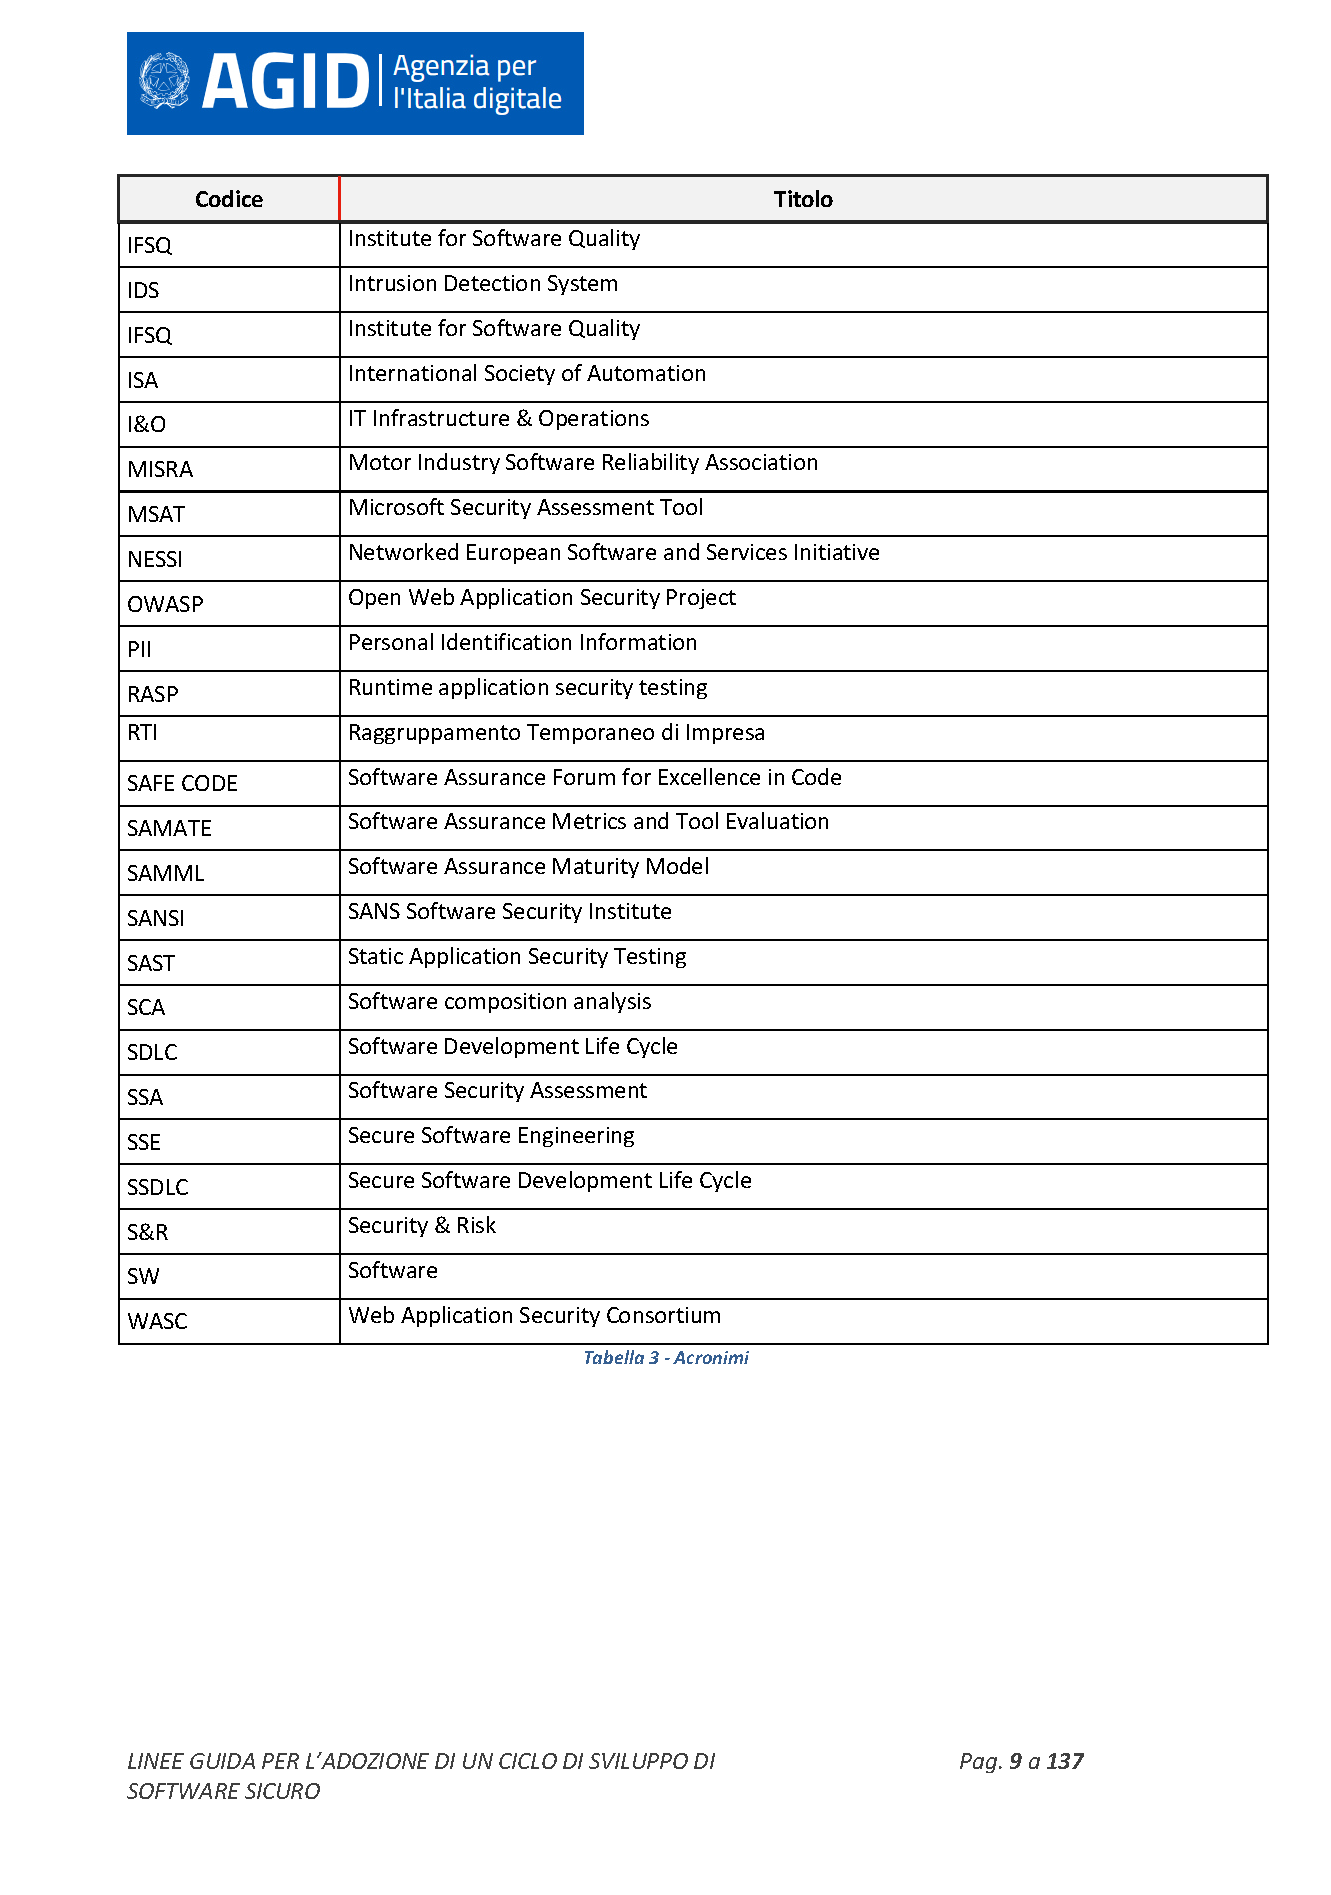 AGID Agenzia per
l'Italia digitale
Codice Titolo
IFSQ Institute for Software Quality
IDS Intrusion Detection System
IFSQ Institute for Software Quality
ISA International Society of Automation
I&O IT Infrastructure & Operations
MISRA Motor Industry Software Reliability Association
MSAT Microsoft Security Assessment Tool
NESSI Networked European Software and Services Initiative
OWASP Open Web Application Security Project
PII Personal Identification Information
RASP Runtime application security testing
RTI Raggruppamento Temporaneo di Impresa
SAFE CODE Software Assurance Forum for Excellence in Code
SAMATE Software Assurance Metrics and Tool Evaluation
SAMML Software Assurance Maturity Model
SANSI SANS Software Security Institute
SAST Static Application Security Testing
SCA Software composition analysis
SDLC Software Development Life Cycle
SSA Software Security Assessment
SSE Secure Software Engineering
SSDLC Secure Software Development Life Cycle
S&R Security & Risk
SW Software
WASC Web Application Security Consortium
Tabella 3 - Acronimi
LINEE GUIDA PER L’ADOZIONE DI UN CICLO DI SVILUPPO DI Pag. 9 a 137
SOFTWARE SICURO